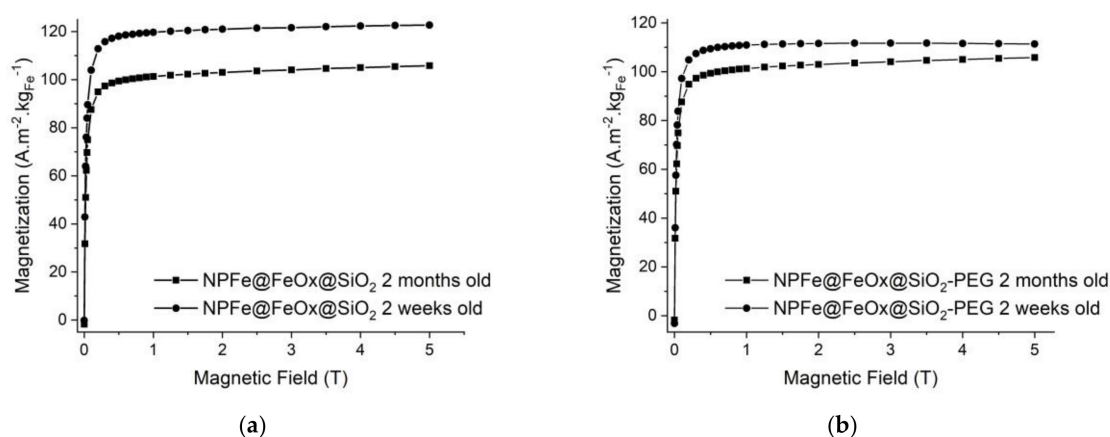 120
100
80
60
40
20
0
Magnetization (A.m⁻².kg_Fe⁻¹)
NPFe@FeOx@SiO₂ 2 months old
NPFe@FeOx@SiO₂ 2 weeks old
0 1 2 3 4 5
Magnetic Field (T)
(a)
120
100
80
60
40
20
0
Magnetization (A.m⁻².kg_Fe⁻¹)
NPFe@FeOx@SiO₂-PEG 2 months old
NPFe@FeOx@SiO₂-PEG 2 weeks old
0 1 2 3 4 5
Magnetic Field (T)
(b)